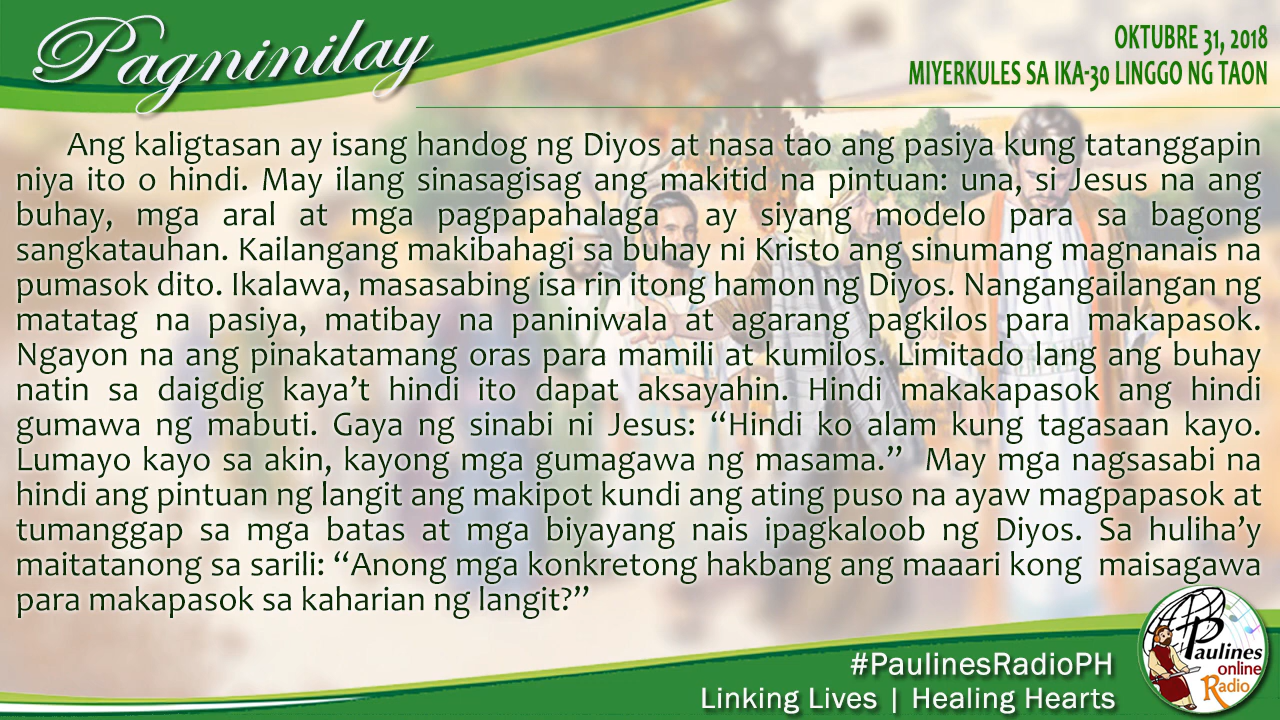 Pagninilay
OKTUBRE 31, 2018
MIYERKULES SA IKA-30 LINGGO NG TAON
Ang kaligtasan ay isang handog ng Diyos at nasa tao ang pasiya kung tatanggapin
niya ito o hindi. May ilang sinasagisag ang makitid na pintuan: una, si Jesus na ang
buhay, mga aral at mga pagpapahalaga ay siyang modelo para sa bagong
sangkatauhan. Kailangang makibahagi sa buhay ni Kristo ang sinumang magnanais na
pumasok dito. Ikalawa, masasabing isa rin itong hamon ng Diyos. Nangangailangan ng
matatag na pasiya, matibay na paniniwala at agarang pagkilos para makapasok.
Ngayon na ang pinakatamang oras para mamili at kumilos. Limitado lang ang buhay
natin sa daigdig kaya’t hindi ito dapat aksayahin. Hindi makakapasok ang hindi
gumawa ng mabuti. Gaya ng sinabi ni Jesus: “Hindi ko alam kung tagasaan kayo.
Lumayo kayo sa akin, kayong mga gumagawa ng masama.” May mga nagsasabi na
hindi ang pintuan ng langit ang makipot kundi ang ating puso na ayaw magpapasok at
tumanggap sa mga batas at mga biyayang nais ipagkaloob ng Diyos. Sa huliha’y
maitatanong sa sarili: “Anong mga konkretong hakbang ang maaari kong maisagawa
para makapasok sa kaharian ng langit?”
#PaulinesRadioPH
Linking Lives | Healing Hearts
Paulines
online
Radio